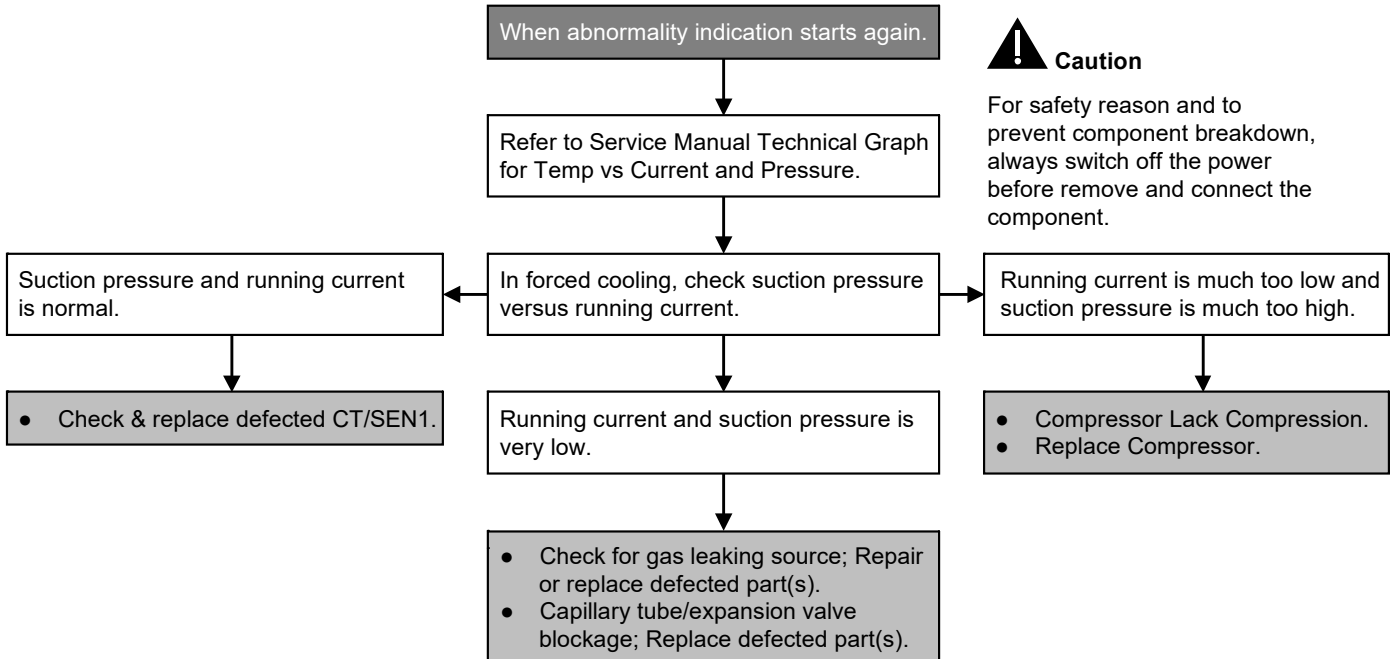 When abnormality indication starts again.
Caution
For safety reason and to
prevent component breakdown,
always switch off the power
before remove and connect the
component.
Refer to Service Manual Technical Graph
for Temp vs Current and Pressure.
Suction pressure and running current
is normal.
In forced cooling, check suction pressure
versus running current.
Running current is much too low and
suction pressure is much too high.
● Check & replace defected CT/SEN1.
Running current and suction pressure is
very low.
● Compressor Lack Compression.
● Replace Compressor.
● Check for gas leaking source; Repair
or replace defected part(s).
● Capillary tube/expansion valve
blockage; Replace defected part(s).